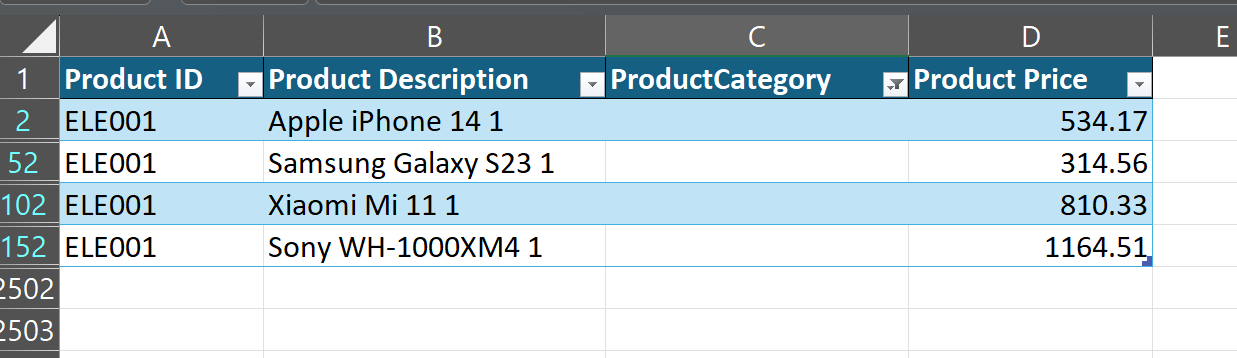 A B C D E
1 Product ID Product Description ProductCategory Product Price
2 ELE001 Apple iPhone 14 1 534.17
52 ELE001 Samsung Galaxy S23 1 314.56
102 ELE001 Xiaomi Mi 11 1 810.33
152 ELE001 Sony WH-1000XM4 1 1164.51
2502
2503